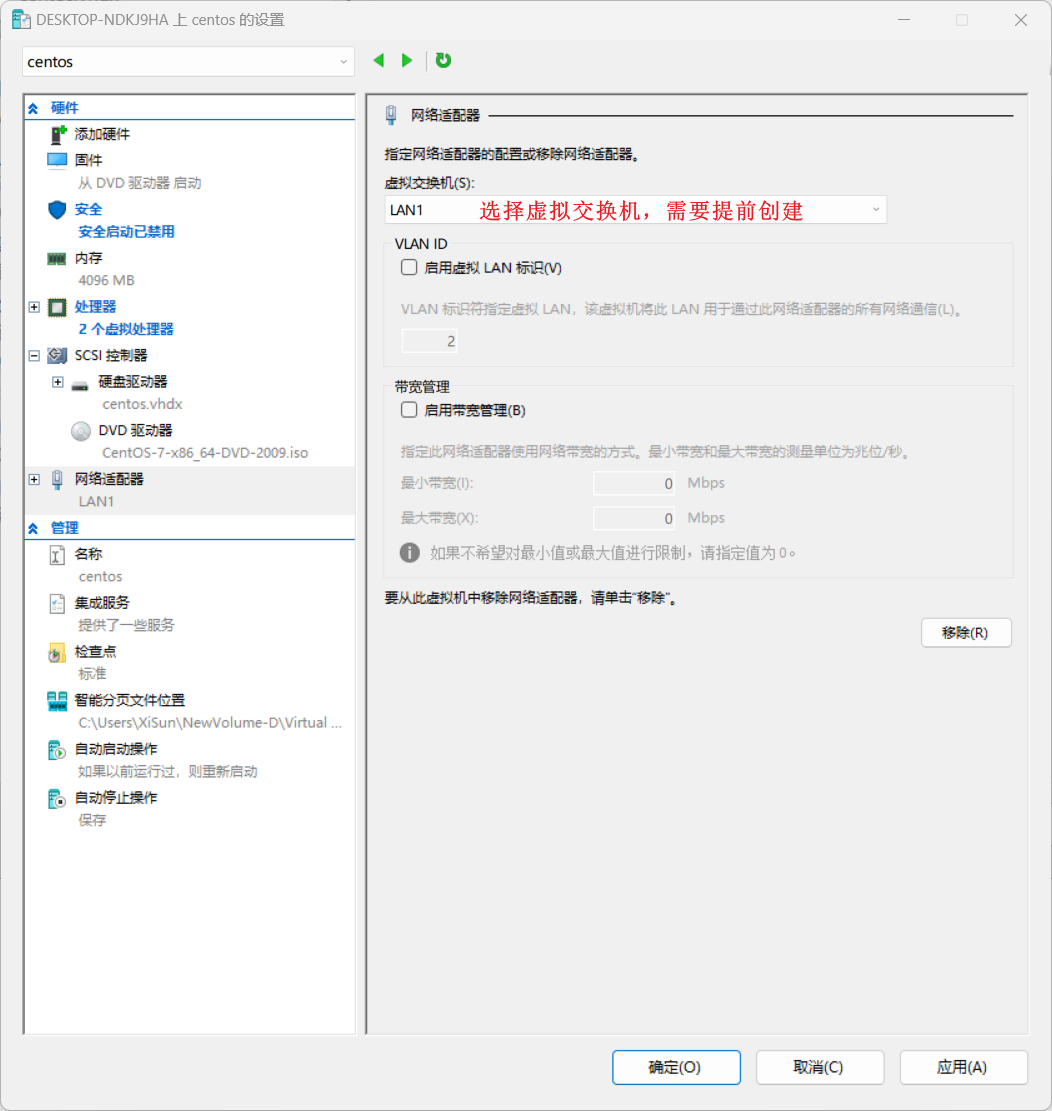 DESKTOP-NDKJ9HA 上 centos 的设置
centos
硬件
添加硬件
固件
从 DVD 驱动器 启动
安全
安全启动已禁用
内存
4096 MB
处理器
2 个虚拟处理器
SCSI 控制器
硬盘驱动器
centos.vhdx
DVD 驱动器
CentOS-7-x86_64-DVD-2009.iso
网络适配器
LAN1
管理
名称
centos
集成服务
提供了一些服务
检查点
标准
智能分页文件位置
C:\Users\XiSun\NewVolume-D\Virtual ...
自动启动操作
如果以前运行过，则重新启动
自动停止操作
保存
网络适配器
指定网络适配器的配置或移除网络适配器。
虚拟交换机(S):
LAN1 选择虚拟交换机，需要提前创建
VLAN ID
启用虚拟 LAN 标识(V)
VLAN 标识符指定虚拟 LAN，该虚拟机将此 LAN 用于通过此网络适配器的所有网络通信(L)。
2
带宽管理
启用带宽管理(B)
指定此网络适配器使用网络带宽的方式。最小带宽和最大带宽的测量单位为兆位/秒。
最小带宽(I): 0 Mbps
最大带宽(X): 0 Mbps
如果不希望对最小值或最大值进行限制，请指定值为 0。
要从此虚拟机中移除网络适配器，请单击“移除”。
移除(R)
确定(O) 取消(C) 应用(A)